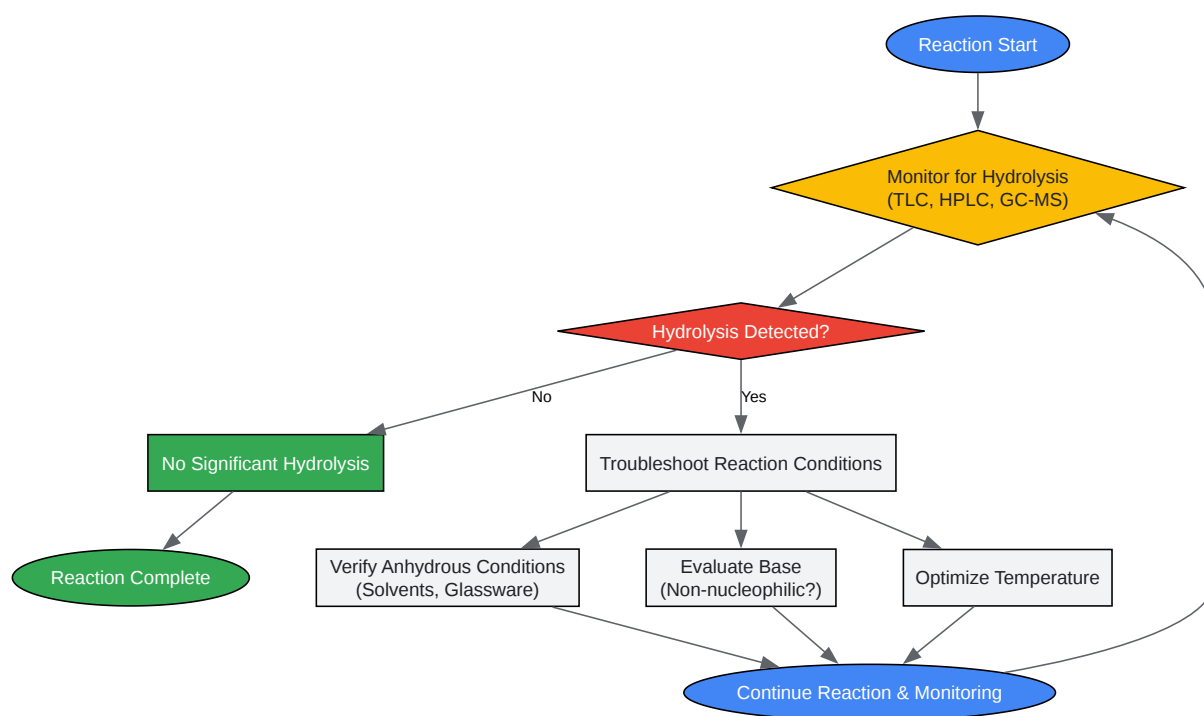 Reaction Start
Monitor for Hydrolysis
(TLC, HPLC, GC-MS)
Hydrolysis Detected?
No
Yes
No Significant Hydrolysis
Troubleshoot Reaction Conditions
Reaction Complete
Verify Anhydrous Conditions
(Solvents, Glassware)
Evaluate Base
(Non-nucleophilic?)
Optimize Temperature
Continue Reaction & Monitoring